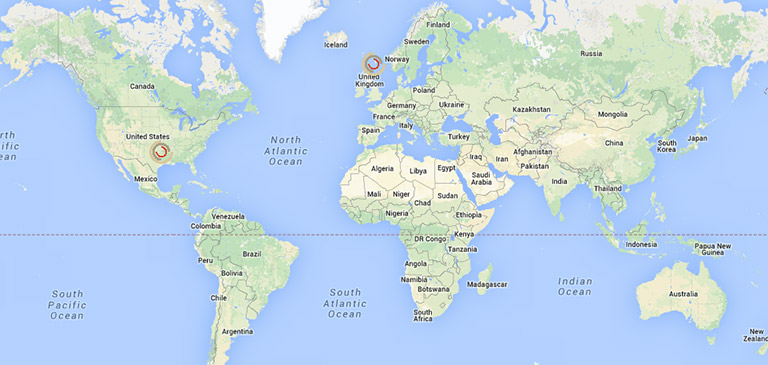 Finland
Iceland
Sweden
Russia
Norway
United
Kingdom
Canada
Poland
Germany
Ukraine
Kazakhstan
France
Mongolia
Italy
Spain
Turkey
United States
North
Atlantic
Ocean
South
Korea
Japan
China
Iraq
Iran
Afghanistan
Pakistan
Algeria
Libya
Egypt
Saudi
Arabia
Mexico
India
Thailand
Mali
Niger
Chad
Sudan
Nigeria
Ethiopia
Venezuela
Colombia
Kenya
DR Congo
Tanzania
Indonesia
Papua New
Guinea
Peru
Brazil
Angola
Bolivia
Namibia
Botswana
Madagascar
Indian
Ocean
South
Pacific
Ocean
South
Atlantic
Ocean
Chile
Australia
South
Africa
Argentina
New
Zealand